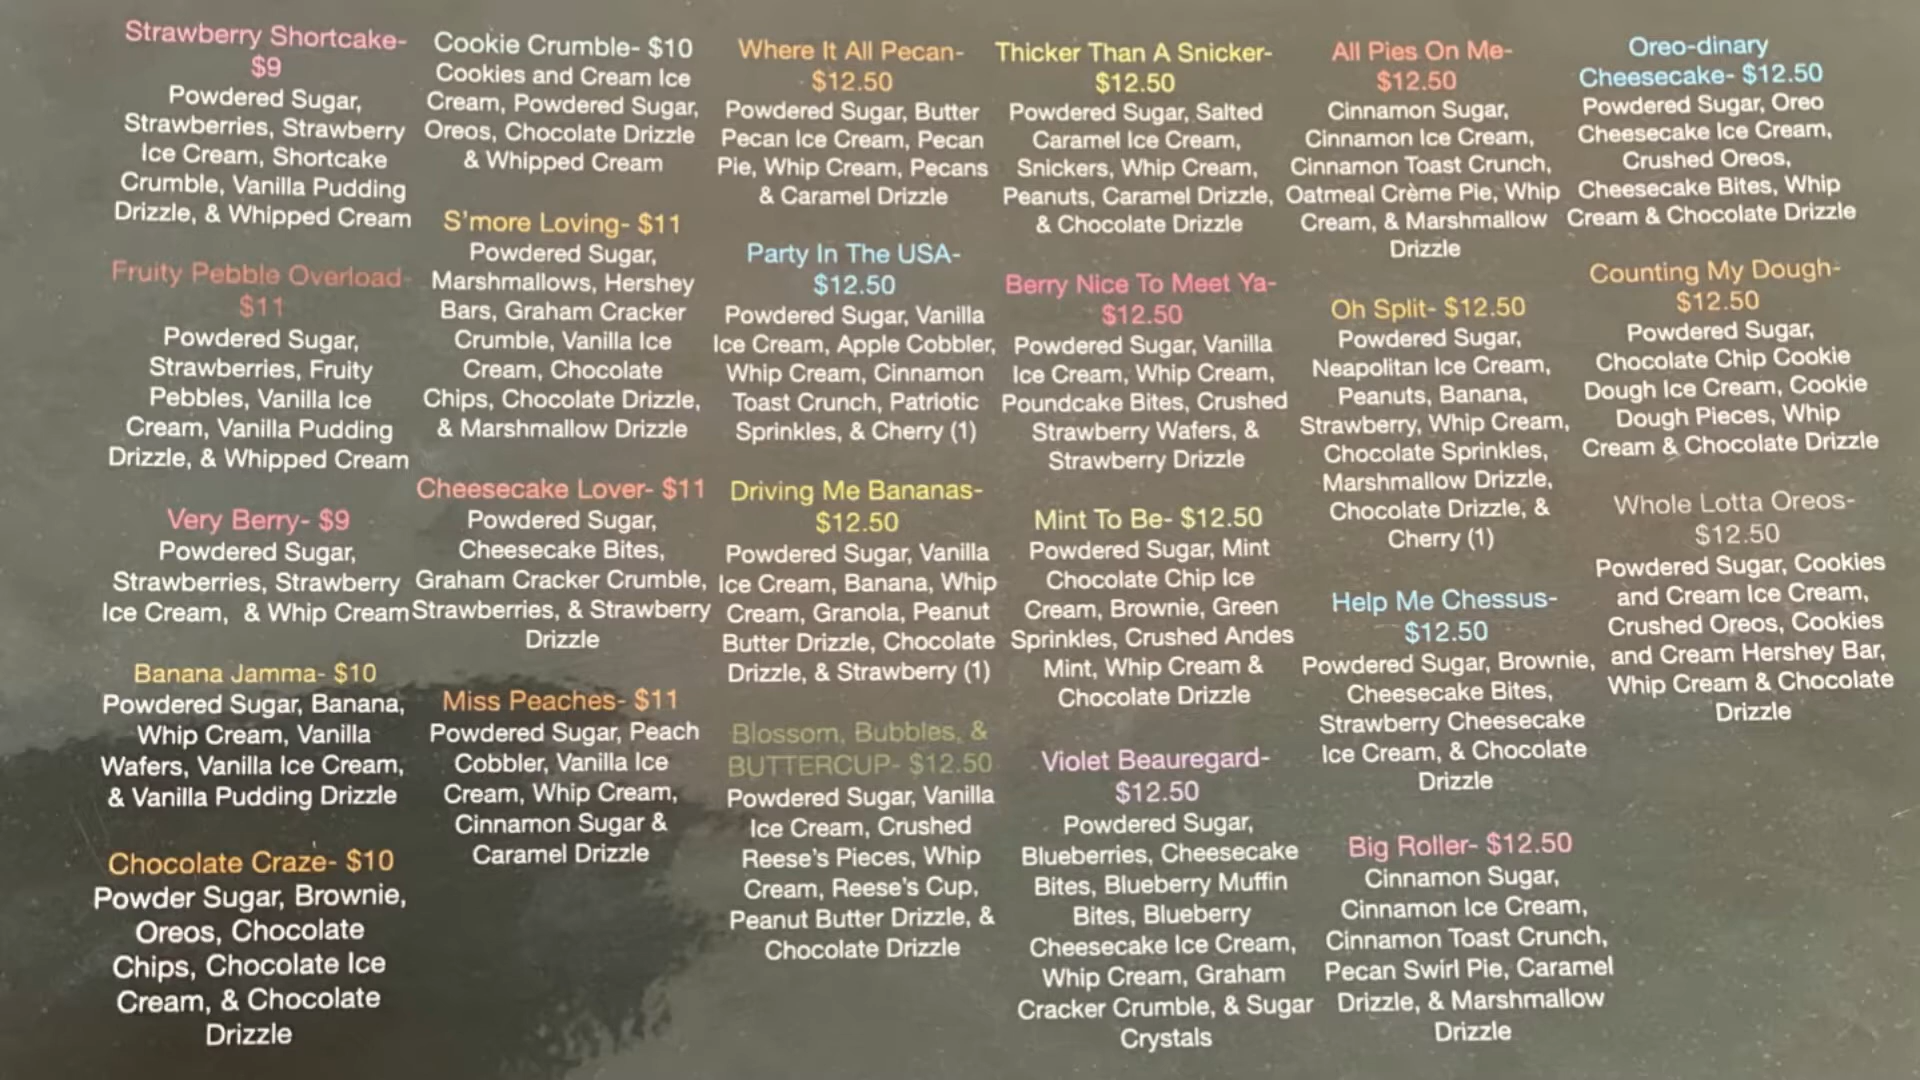 Strawberry Shortcake-
$9
Powdered Sugar,
Strawberries, Strawberry
Ice Cream, Shortcake
Crumble, Vanilla Pudding
Drizzle, & Whipped Cream
Fruity Pebble Overload-
$11
Powdered Sugar,
Strawberries, Fruity
Pebbles, Vanilla Ice
Cream, Vanilla Pudding
Drizzle, & Whipped Cream
Very Berry- $9
Powdered Sugar,
Strawberries, Strawberry
Ice Cream, & Whip Cream
Banana Jamma- $10
Powdered Sugar, Banana,
Whip Cream, Vanilla
Wafers, Vanilla Ice Cream,
& Vanilla Pudding Drizzle
Chocolate Craze- $10
Powder Sugar, Brownie,
Oreos, Chocolate
Chips, Chocolate Ice
Cream, & Chocolate
Drizzle
Cookie Crumble- $10
Cookies and Cream Ice
Cream, Powdered Sugar,
Oreos, Chocolate Drizzle
& Whipped Cream
S'more Loving- $11
Powdered Sugar,
Marshmallows, Hershey
Bars, Graham Cracker
Crumble, Vanilla Ice
Cream, Chocolate
Chips, Chocolate Drizzle,
& Marshmallow Drizzle
Cheesecake Lover- $11
Powdered Sugar,
Cheesecake Bites,
Graham Cracker Crumble,
Strawberries, & Strawberry
Drizzle
Miss Peaches- $11
Powdered Sugar, Peach
Cobbler, Vanilla Ice
Cream, Whip Cream,
Cinnamon Sugar &
Caramel Drizzle
Where It All Pecan-
$12.50
Powdered Sugar, Butter
Pecan Ice Cream, Pecan
Pie, Whip Cream, Pecans
& Caramel Drizzle
Party In The USA-
$12.50
Powdered Sugar, Vanilla
Ice Cream, Apple Cobbler,
Whip Cream, Cinnamon
Toast Crunch, Patriotic
Sprinkles, & Cherry (1)
Driving Me Bananas-
$12.50
Powdered Sugar, Vanilla
Ice Cream, Banana, Whip
Cream, Granola, Peanut
Butter Drizzle, Chocolate
Drizzle, & Strawberry (1)
Blossom, Bubbles, &
BUTTERCUP- $12.50
Powdered Sugar, Vanilla
Ice Cream, Crushed
Reese's Pieces, Whip
Cream, Reese's Cup,
Peanut Butter Drizzle, &
Chocolate Drizzle
Thicker Than A Snicker-
$12.50
Powdered Sugar, Salted
Caramel Ice Cream,
Snickers, Whip Cream,
Peanuts, Caramel Drizzle,
& Chocolate Drizzle
Berry Nice To Meet Ya-
$12.50
Powdered Sugar, Vanilla
Ice Cream, Whip Cream,
Poundcake Bites, Crushed
Strawberry Wafers, &
Strawberry Drizzle
Mint To Be- $12.50
Powdered Sugar, Mint
Chocolate Chip Ice
Cream, Brownie, Green
Sprinkles, Crushed Andes
Mint, Whip Cream &
Chocolate Drizzle
Violet Beauregard-
$12.50
Powdered Sugar,
Blueberries, Cheesecake
Bites, Blueberry Muffin
Bites, Blueberry
Cheesecake Ice Cream,
Whip Cream, Graham
Cracker Crumble, & Sugar
Crystals
All Pies On Me-
$12.50
Cinnamon Sugar,
Cinnamon Ice Cream,
Cinnamon Toast Crunch,
Oatmeal Crème Pie, Whip
Cream, & Marshmallow
Drizzle
Oh Split- $12.50
Powdered Sugar,
Neapolitan Ice Cream,
Peanuts, Banana,
Strawberry, Whip Cream,
Chocolate Sprinkles,
Marshmallow Drizzle,
Chocolate Drizzle, &
Cherry (1)
Help Me Chessus-
$12.50
Powdered Sugar, Brownie,
Cheesecake Bites,
Strawberry Cheesecake
Ice Cream, & Chocolate
Drizzle
Big Roller- $12.50
Cinnamon Sugar,
Cinnamon Ice Cream,
Cinnamon Toast Crunch,
Pecan Swirl Pie, Caramel
Drizzle, & Marshmallow
Drizzle
Oreo-dinary
Cheesecake- $12.50
Powdered Sugar, Oreo
Cheesecake Ice Cream,
Crushed Oreos,
Cheesecake Bites, Whip
Cream & Chocolate Drizzle
Counting My Dough-
$12.50
Powdered Sugar,
Chocolate Chip Cookie
Dough Ice Cream, Cookie
Dough Pieces, Whip
Cream & Chocolate Drizzle
Whole Lotta Oreos-
$12.50
Powdered Sugar, Cookies
and Cream Ice Cream,
Crushed Oreos, Cookies
and Cream Hershey Bar,
Whip Cream & Chocolate
Drizzle